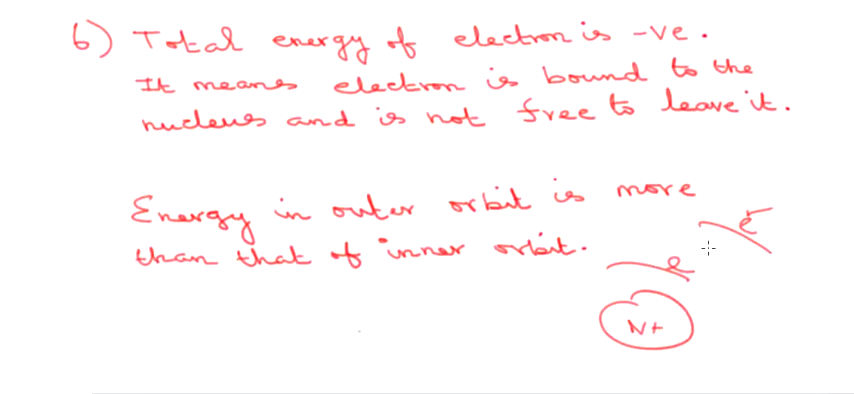 6) Total energy of electron is -ve.
It means electron is bound to the
nucleus and is not free to leave it.
Energy in outer orbit is more
than that of inner orbit.
e⁻
e
N+